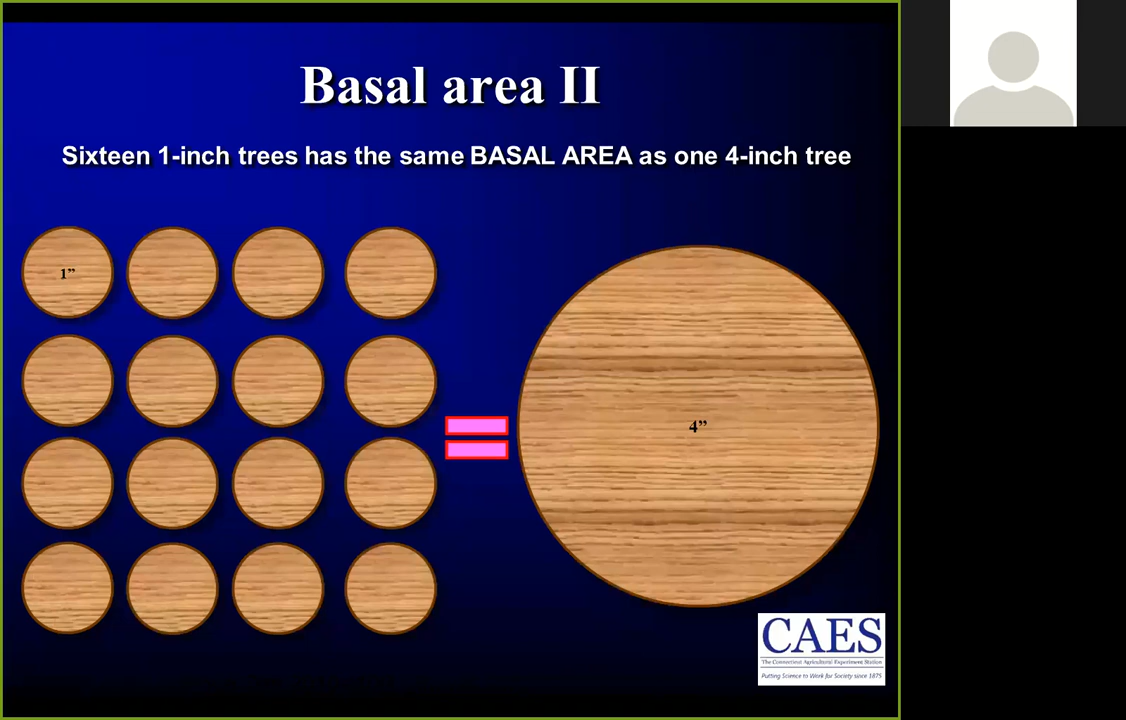 Basal area II
Sixteen 1-inch trees has the same BASAL AREA as one 4-inch tree
1”
4”
CAES
The Connecticut Agricultural Experiment Station
Putting Science to Work for Society since 1875